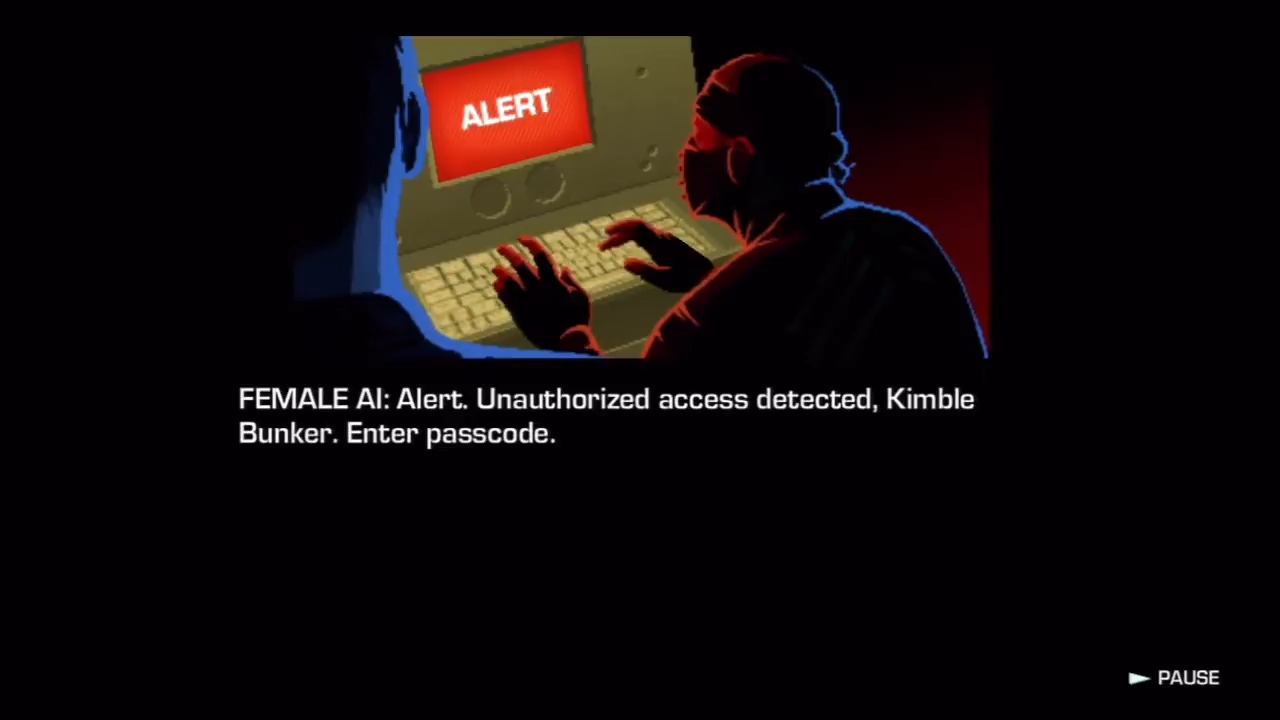 ALERT
FEMALE AI: Alert. Unauthorized access detected, Kimble
Bunker. Enter passcode.
PAUSE